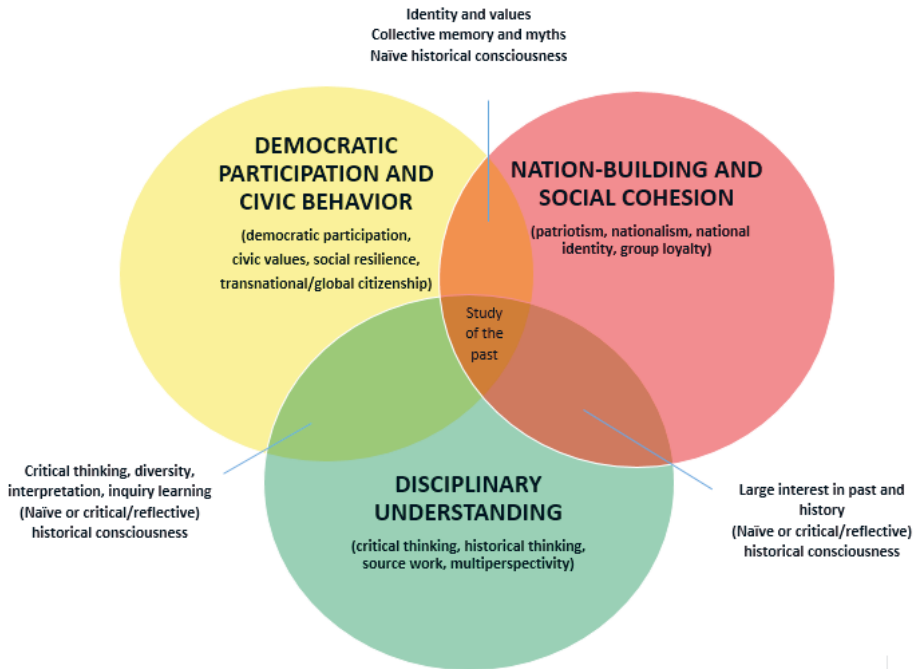 Identity and values
Collective memory and myths
Naïve historical consciousness
DEMOCRATIC
PARTICIPATION AND
CIVIC BEHAVIOR
(democratic participation,
civic values, social resilience,
transnational/global citizenship)
NATION-BUILDING AND
SOCIAL COHESION
(patriotism, nationalism, national
identity, group loyalty)
Study
of the
past
Critical thinking, diversity,
interpretation, inquiry learning
(Naïve or critical/reflective)
historical consciousness
DISCIPLINARY
UNDERSTANDING
(critical thinking, historical thinking,
source work, multiperspectivity)
Large interest in past and
history
(Naïve or critical/reflective)
historical consciousness